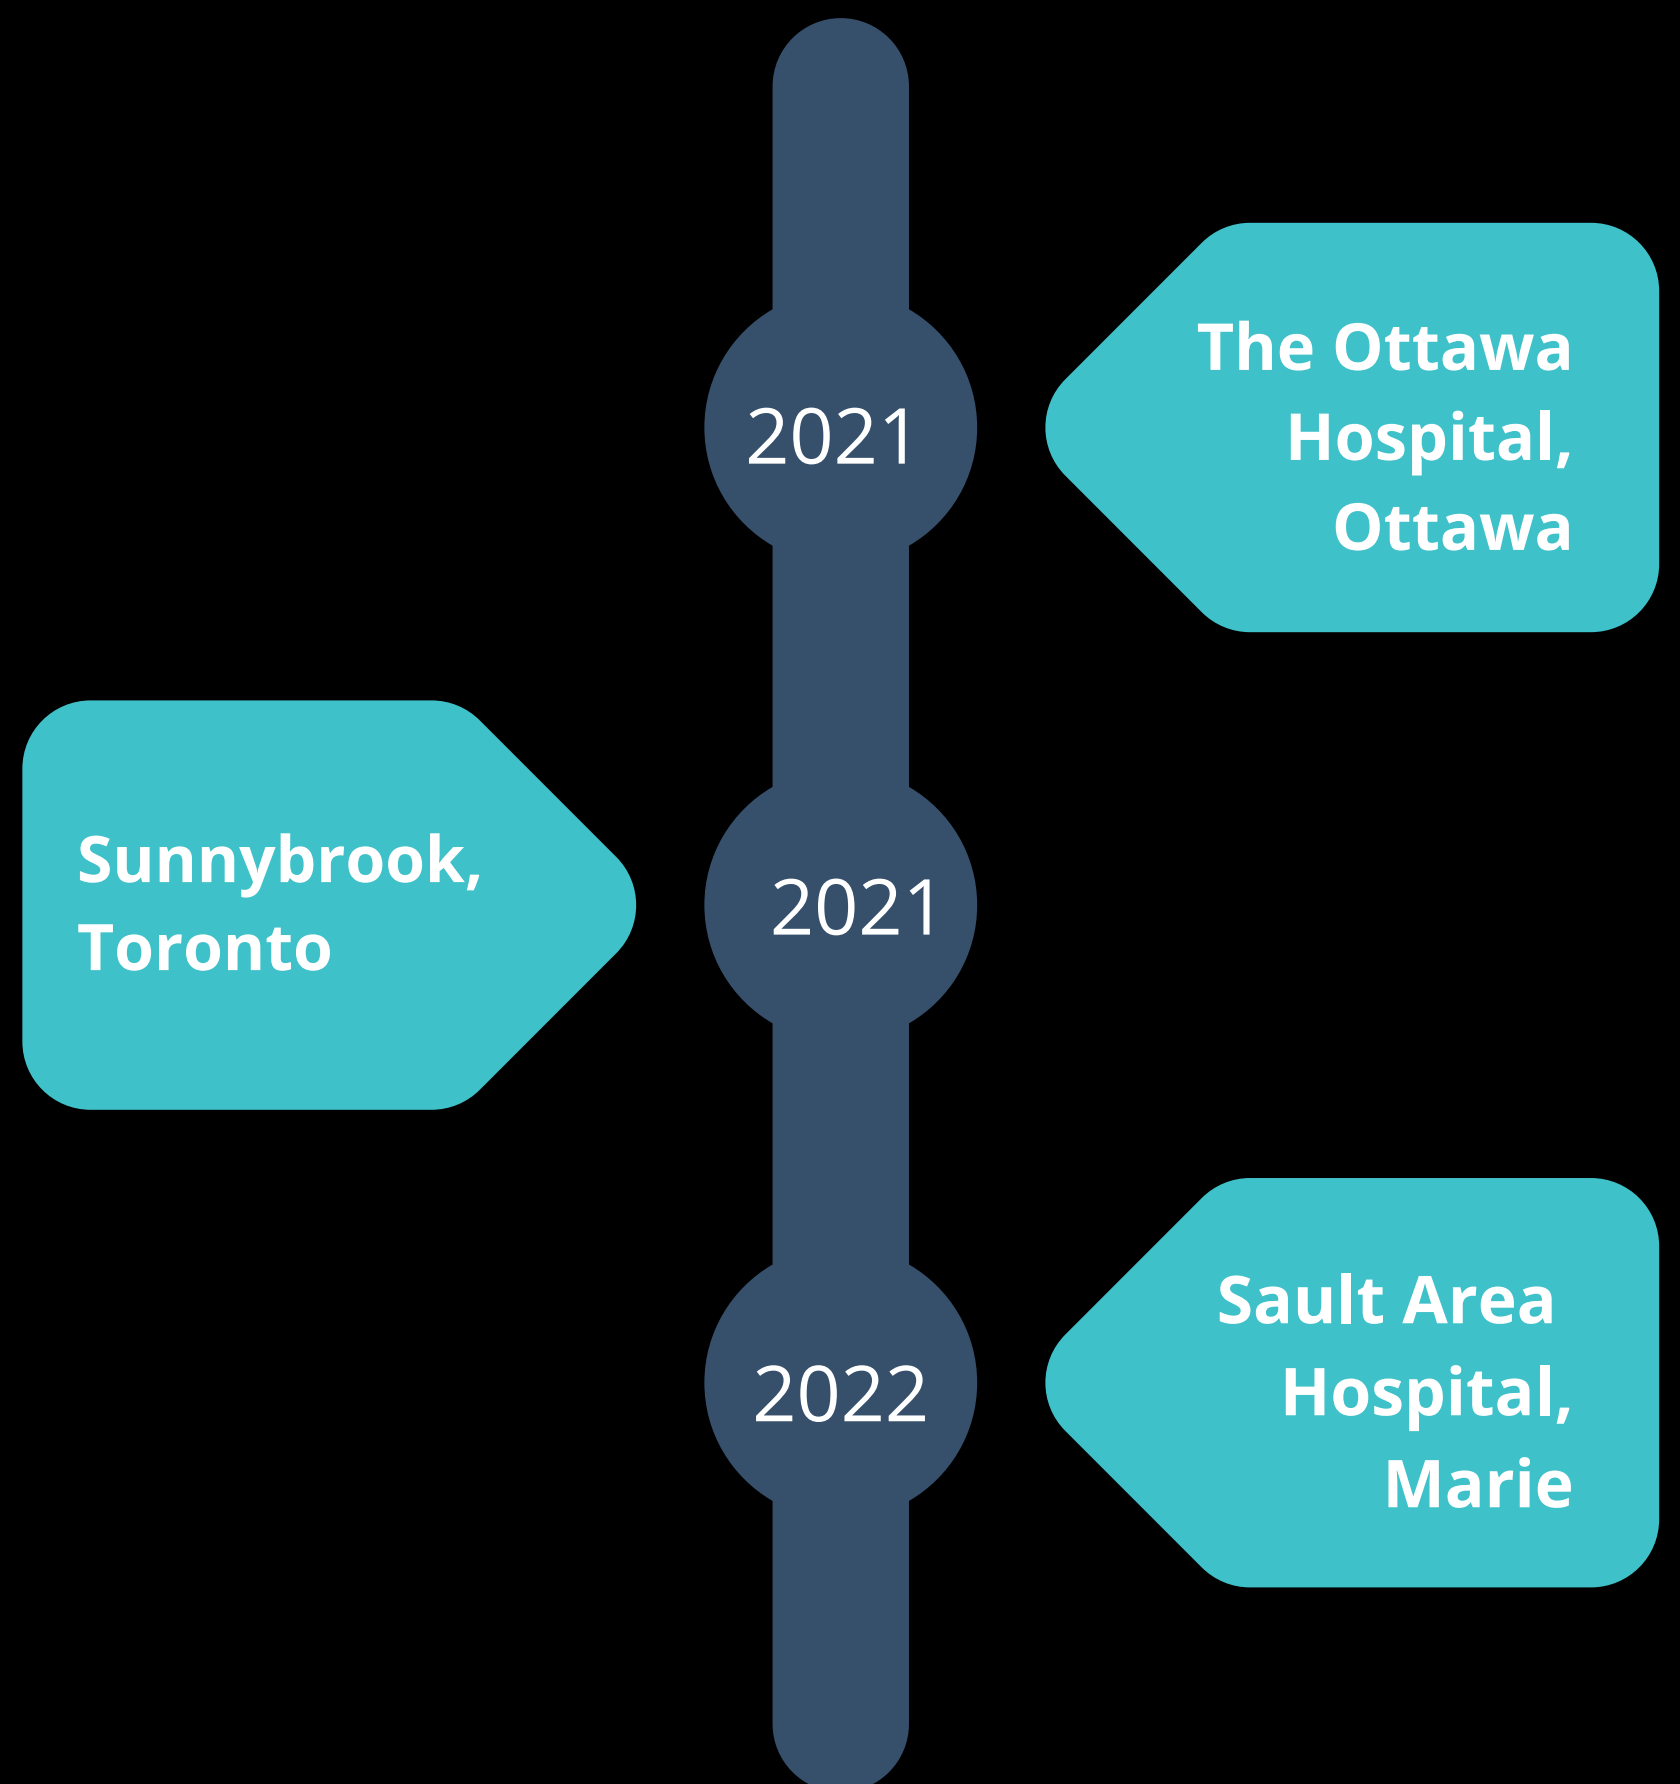 2021
The Ottawa
Hospital,
Ottawa
Sunnybrook,
Toronto
2021
2022
Sault Area
Hospital,
Marie